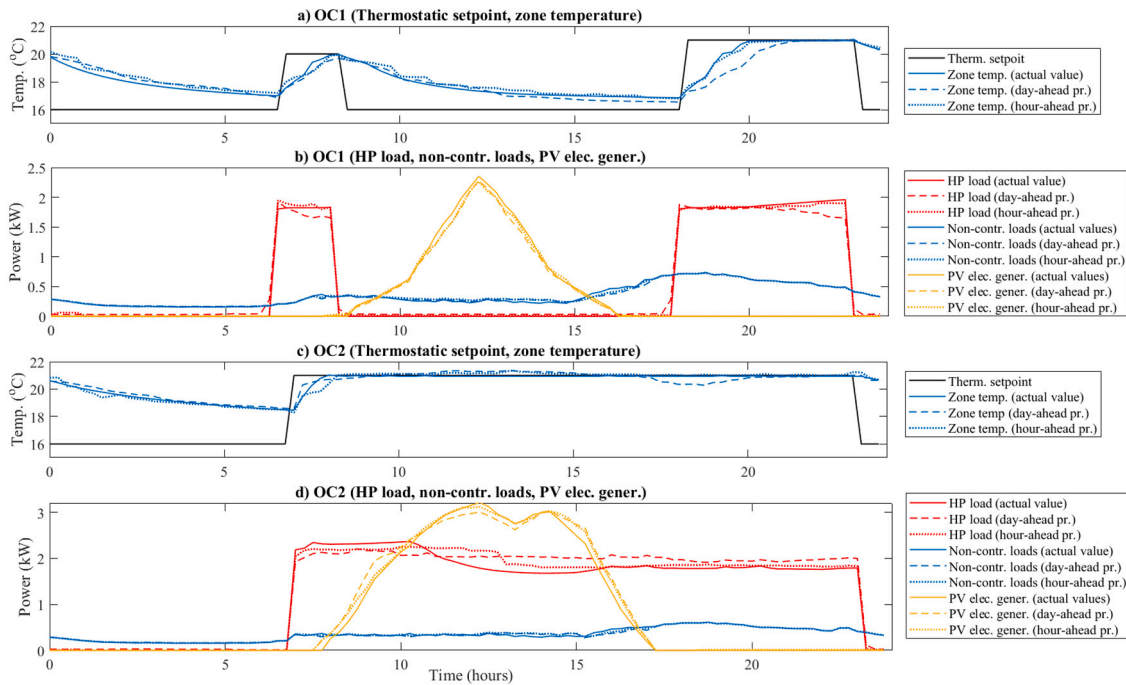 a) OC1 (Thermostatic setpoint, zone temperature)
22
20
18
16
Temp. (°C)
0 5 10 15 20
Therm. setpoit
Zone temp. (actual value)
Zone temp. (day-ahead pr.)
Zone temp. (hour-ahead pr.)
b) OC1 (HP load, non-contr. loads, PV elec. gener.)
2.5
2
1.5
1
0.5
0
Power (kW)
0 5 10 15 20
HP load (actual value)
HP load (day-ahead pr.)
HP load (hour-ahead pr.)
Non-contr. loads (actual values)
Non-contr. loads (day-ahead pr.)
Non-contr. loads (hour-ahead pr.)
PV elec. gener. (actual values)
PV elec. gener. (day-ahead pr.)
PV elec. gener. (hour-ahead pr.)
c) OC2 (Thermostatic setpoint, zone temperature)
22
20
18
16
Temp. (°C)
0 5 10 15 20
Therm. setpoint
Zone temp. (actual value)
Zone temp (day-ahead pr.)
Zone temp. (hour-ahead pr.)
d) OC2 (HP load, non-contr. loads, PV elec. gener.)
3
2
1
0
Power (kW)
0 5 10 15 20
Time (hours)
HP load (actual value)
HP load (day-ahead pr.)
HP load (hour-ahead pr.)
Non-contr. loads (actual value)
Non-contr. loads (day-ahead pr.)
Non-contr. loads (hour-ahead pr.)
PV elec. gener. (actual values)
PV elec. gener. (day-ahead pr.)
PV elec. gener. (hour-ahead pr.)